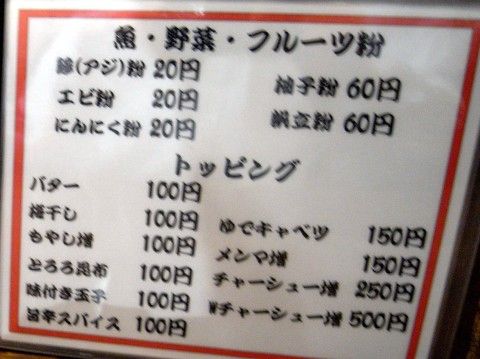 魚・野菜・フルーツ粉
鯵(アジ)粉 20円
エビ粉 20円
にんにく粉 20円
柚子粉 60円
帆立粉 60円
トッピング
バター 100円
梅干し 100円
もやし増 100円
とろろ昆布 100円
味付き玉子 100円
旨辛スパイス 100円
ゆでキャベツ 150円
メンマ増 150円
チャーシュー増 250円
Wチャーシュー増 500円